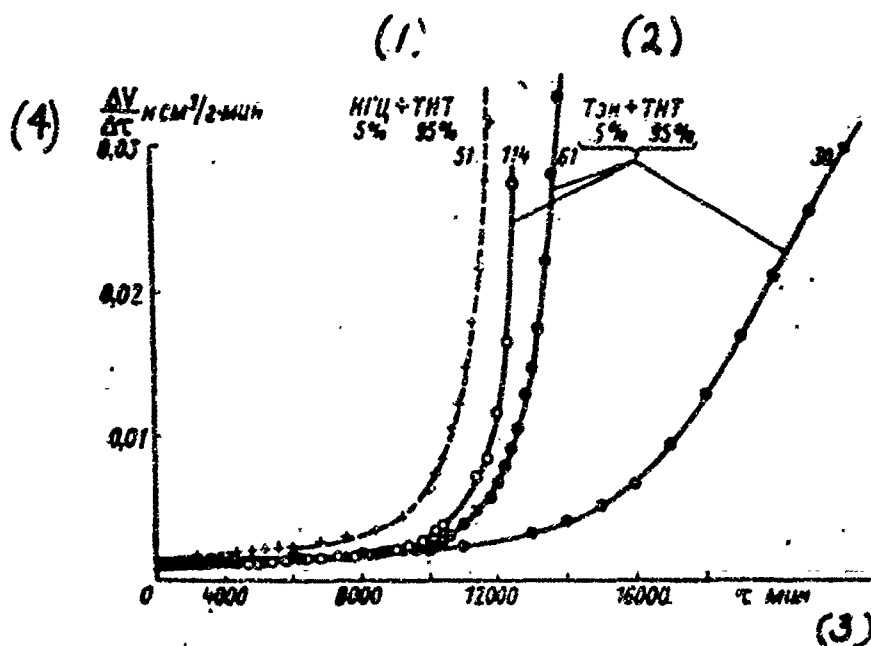 (1) (2)
(4) ΔV/Δτ н см³/г·мин НГЦ + ТНТ Тэн + ТНТ
5% 95% 5% 95%
0,03 51 114 61 30
0,02
0,01
0 4000 8000 12000 16000 τ мин
(3)